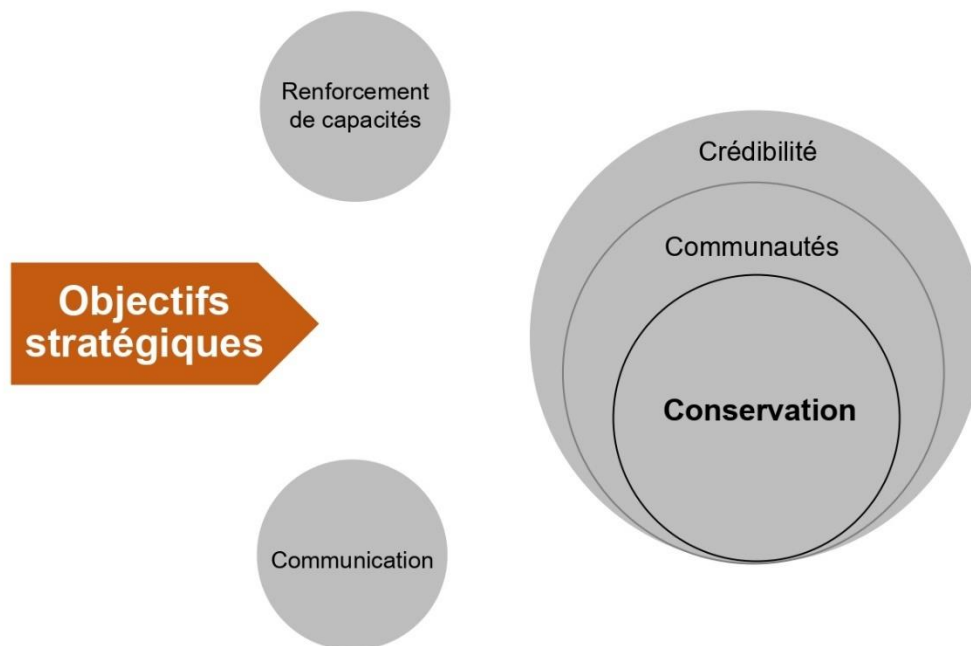 Renforcement
de capacités
Crédibilité
Communautés
Objectifs
stratégiques
Conservation
Communication